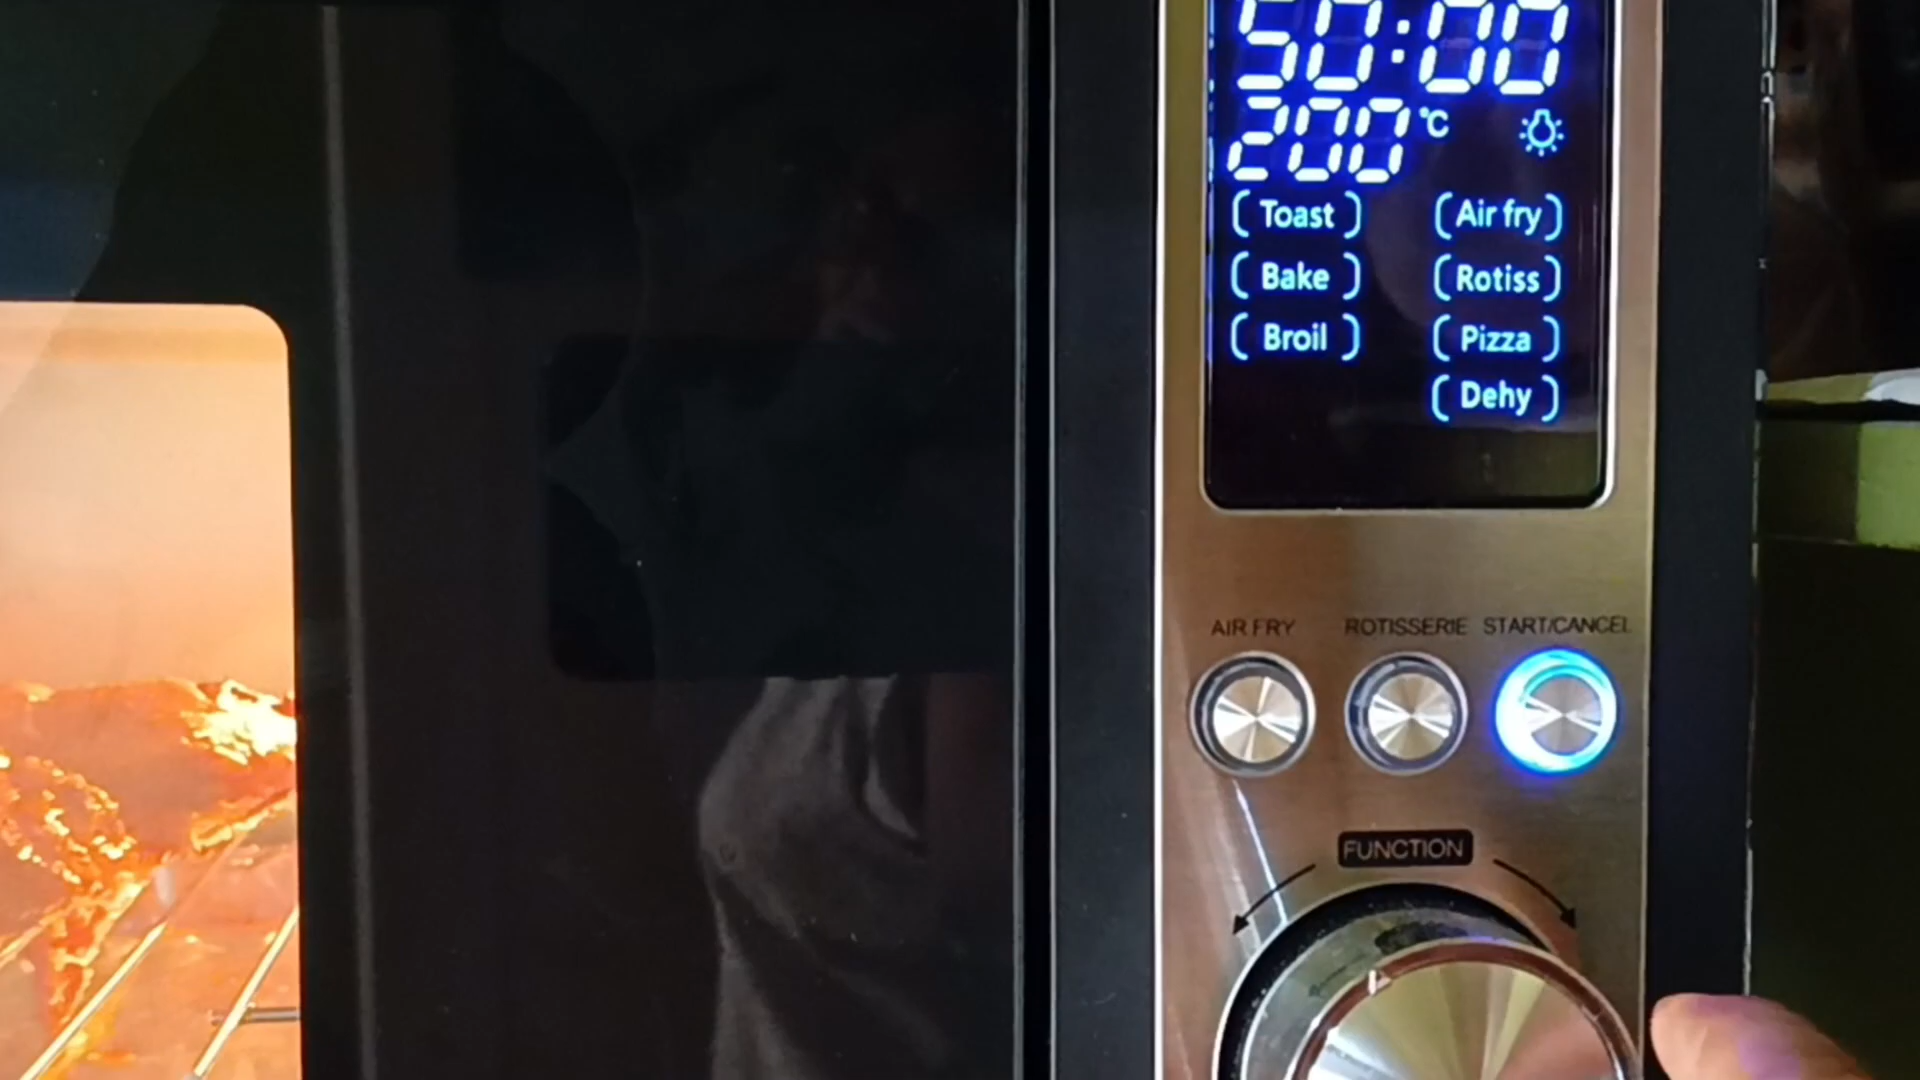 50:00
200 °C
Toast Air fry
Bake Rotiss
Broil Pizza
Dehy
AIR FRY ROTISSERIE START/CANCEL
FUNCTION